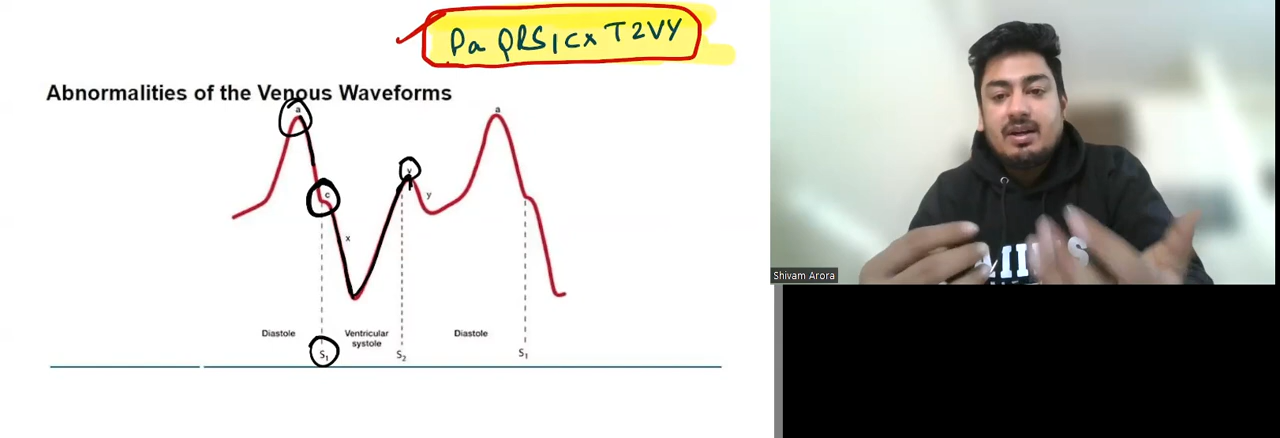 Pa QRS1Cx T2VY
Abnormalities of the Venous Waveforms
a
a
c
v
y
x
Diastole
Ventricular
systole
Diastole
S₁
S₂
S₁
Shivam Arora